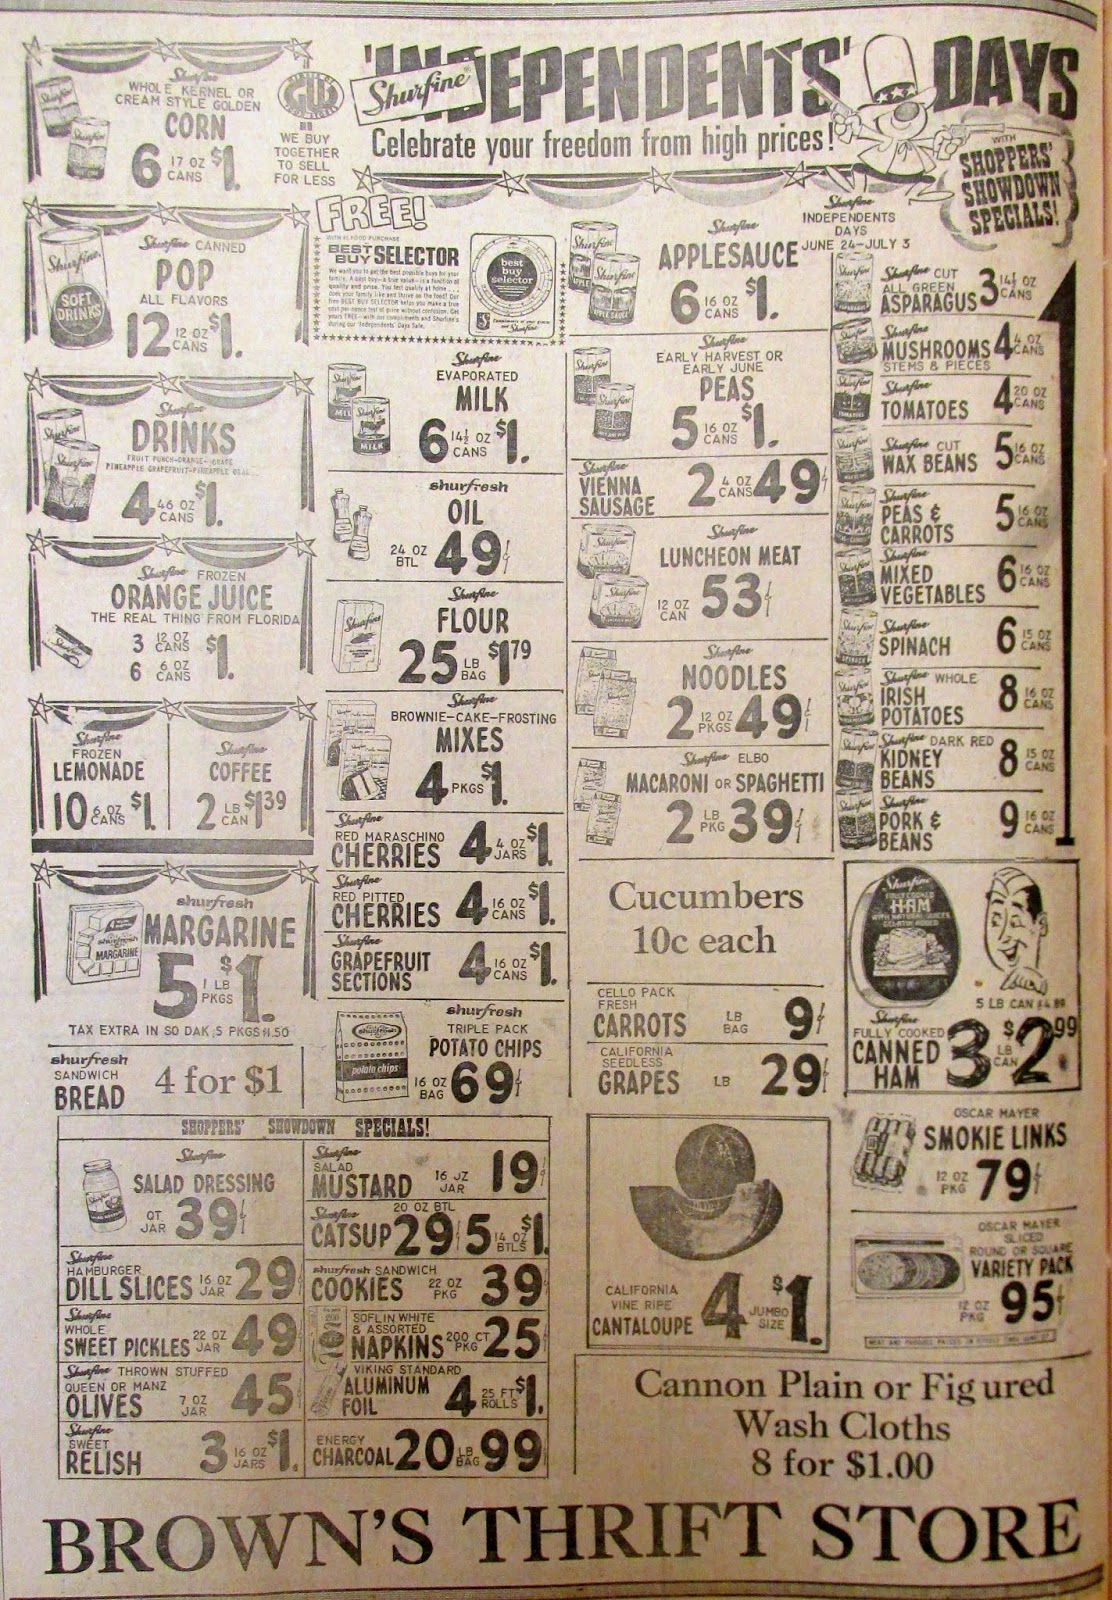 'INDEPENDENTS' DAYS
Shurfine
Celebrate your freedom from high prices!
WITH
SHOPPERS'
SHOWDOWN
SPECIALS!
Shurfine
INDEPENDENTS
DAYS
JUNE 24-JULY 3
Shurfine
WHOLE KERNEL OR
CREAM STYLE GOLDEN
CORN
6 17 OZ CANS $1.
WE BUY
TOGETHER
TO SELL
FOR LESS
Shurfine CANNED
POP
ALL FLAVORS
12 12 OZ CANS $1.
Shurfine
SOFT
DRINKS
Shurfine
DRINKS
FRUIT PUNCH-ORANGE-GRAPE
4 46 OZ CANS $1.
Shurfine FROZEN
ORANGE JUICE
THE REAL THING FROM FLORIDA
3 12 OZ CANS
6 6 OZ CANS $1.
Shurfine
FROZEN
LEMONADE
10 6 OZ CANS $1.
Shurfine
COFFEE
2 LB CAN $1.39
shurfresh
MARGARINE
5 1 LB PKGS $1.
TAX EXTRA IN SO DAK, 5 PKGS $1.50
shurfresh
SANDWICH
BREAD
4 for $1
FREE!
BEST BUY SELECTOR
best
buy
selector
Shurfine
EVAPORATED
MILK
6 14½ OZ CANS $1.
shurfresh
OIL
24 OZ BTL 49¢
Shurfine
FLOUR
25 LB BAG $1.79
Shurfine
BROWNIE-CAKE-FROSTING
MIXES
4 PKGS $1.
Shurfine
RED MARASCHINO
CHERRIES 4 4 OZ JARS $1.
Shurfine
RED PITTED
CHERRIES 4 16 OZ CANS $1.
Shurfine
GRAPEFRUIT
SECTIONS 4 16 OZ CANS $1.
shurfresh
TRIPLE PACK
POTATO CHIPS
16 OZ BAG 69¢
potato chips
Shurfine
APPLESAUCE
6 16 OZ CANS $1.
Shurfine
EARLY HARVEST OR
EARLY JUNE
PEAS
5 16 OZ CANS $1.
Shurfine
VIENNA
SAUSAGE 2 4 OZ CANS 49¢
Shurfine
LUNCHEON MEAT
12 OZ CAN 53¢
Shurfine
NOODLES
2 12 OZ PKGS 49¢
Shurfine ELBO
MACARONI OR SPAGHETTI
2 LB PKG 39¢
Shurfine CUT
ALL GREEN
ASPARAGUS 3 14½ OZ CANS
Shurfine
MUSHROOMS 4 4 OZ CANS
STEMS & PIECES
Shurfine
TOMATOES 4 20 OZ CANS
Shurfine CUT
WAX BEANS 5 16 OZ CANS
Shurfine
PEAS &
CARROTS 5 16 OZ CANS
Shurfine
MIXED
VEGETABLES 6 16 OZ CANS
Shurfine
SPINACH 6 15 OZ CANS
Shurfine WHOLE
IRISH
POTATOES 8 16 OZ CANS
Shurfine DARK RED
KIDNEY
BEANS 8 15 OZ CANS
Shurfine
PORK &
BEANS 9 16 OZ CANS
1
Cucumbers
10c each
CELLO PACK
FRESH
CARROTS LB BAG 9¢
CALIFORNIA
SEEDLESS
GRAPES LB 29¢
Shurfine
HAM
5 LB CAN $4.89
Shurfine
FULLY COOKED
CANNED
HAM 3 LB CAN $2.99
CALIFORNIA
VINE RIPE
CANTALOUPE 4 JUMBO SIZE $1.
OSCAR MAYER
SMOKIE LINKS
12 OZ PKG 79¢
OSCAR MAYER
SLICED
ROUND OR SQUARE
VARIETY PACK
12 OZ PKG 95¢
SHOPPERS' SHOWDOWN SPECIALS!
Shurfine
SALAD DRESSING
QT JAR 39¢
Shurfine
HAMBURGER
DILL SLICES 16 OZ JAR 29¢
Shurfine
WHOLE
SWEET PICKLES 22 OZ JAR 49¢
Shurfine THROWN STUFFED
QUEEN OR MANZ
OLIVES 7 OZ JAR 45¢
Shurfine
SWEET
RELISH 3 16 OZ JARS $1.
Shurfine
SALAD
MUSTARD 16 OZ JAR 19¢
Shurfine
CATSUP 20 OZ BTL 29¢ 5 14 OZ BTLS $1.
shurfresh SANDWICH
COOKIES 22 OZ PKG 39¢
SOFLIN WHITE
& ASSORTED
NAPKINS 200 CT PKG 25¢
VIKING STANDARD
ALUMINUM
FOIL 4 25 FT ROLLS $1.
ENERGY
CHARCOAL 20 LB BAG 99¢
Cannon Plain or Figured
Wash Cloths
8 for $1.00
BROWN'S THRIFT STORE